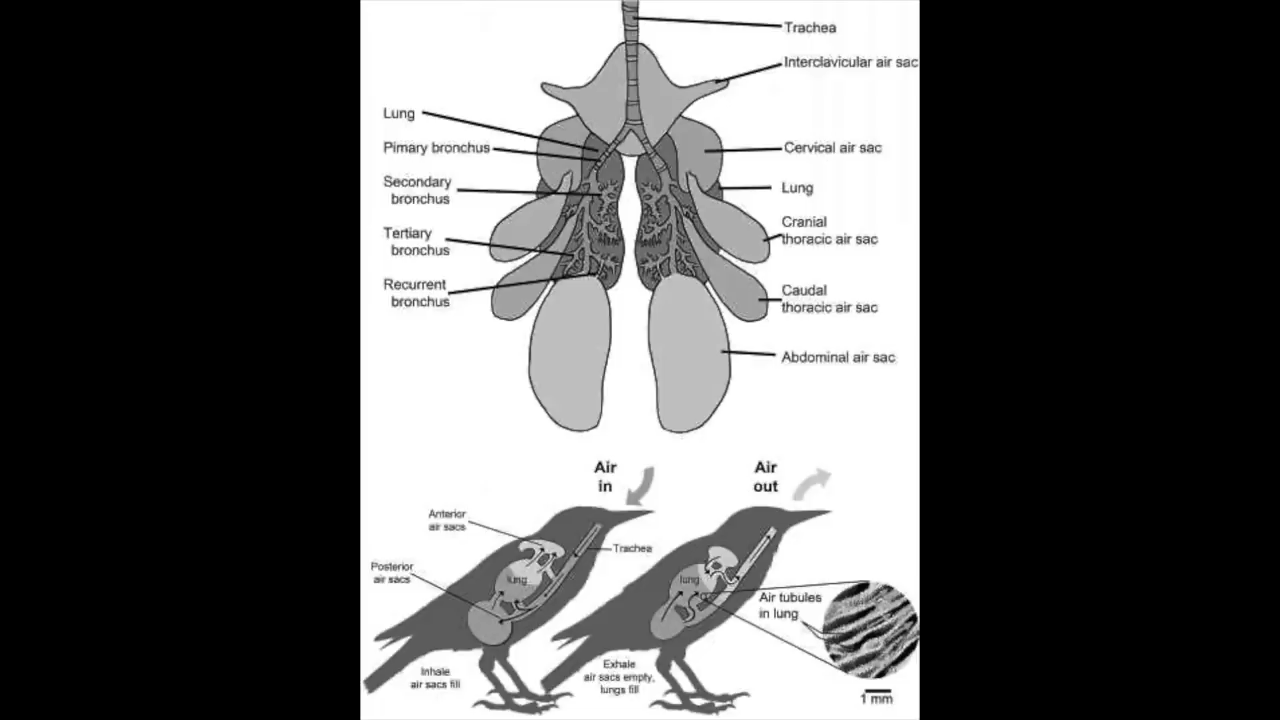 Trachea
Interclavicular air sac
Lung
Pimary bronchus
Cervical air sac
Secondary
bronchus
Lung
Tertiary
bronchus
Cranial
thoracic air sac
Recurrent
bronchus
Caudal
thoracic air sac
Abdominal air sac
Air
in
Air
out
Anterior
air sacs
Trachea
Posterior
air sacs
lung
lung
Air tubules
in lung
Inhale
air sacs fill
Exhale
air sacs empty,
lungs fill
1 mm